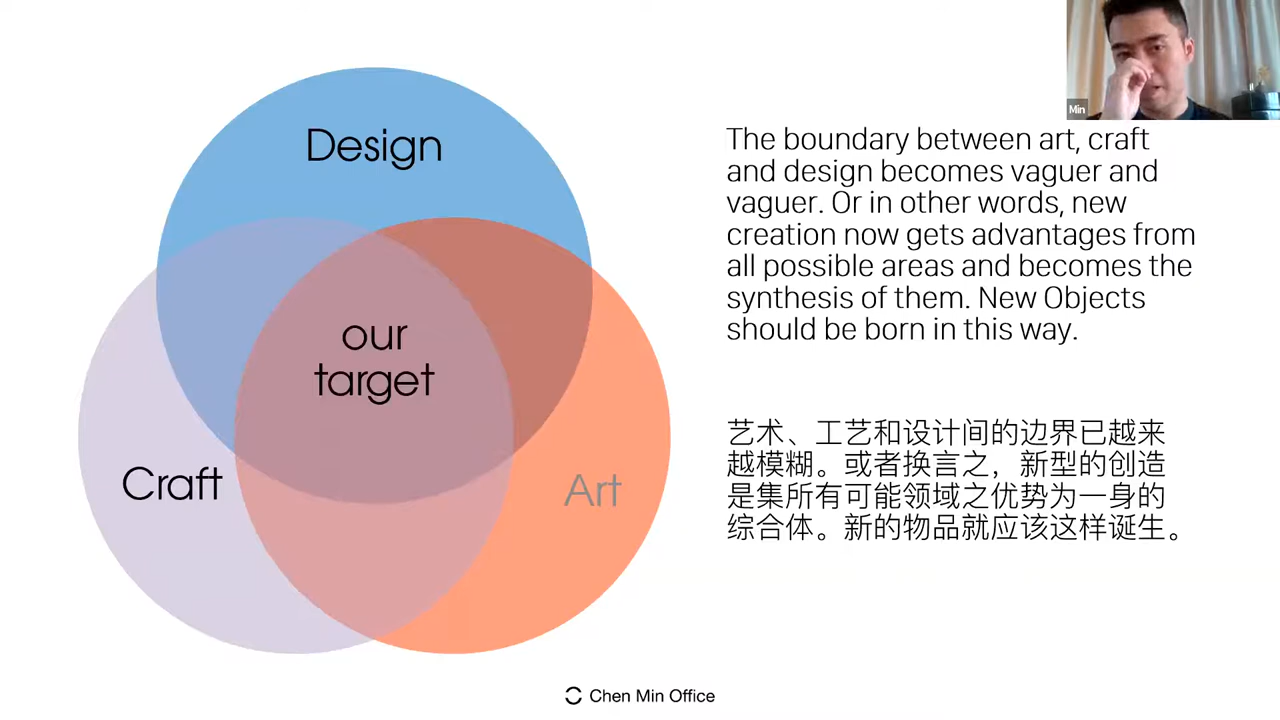 Design
our
target
Craft
Art
Min
The boundary between art, craft
and design becomes vaguer and
vaguer. Or in other words, new
creation now gets advantages from
all possible areas and becomes the
synthesis of them. New Objects
should be born in this way.
艺术、工艺和设计间的边界已越来
越模糊。或者换言之，新型的创造
是集所有可能领域之优势为一身的
综合体。新的物品就应该这样诞生。
Chen Min Office